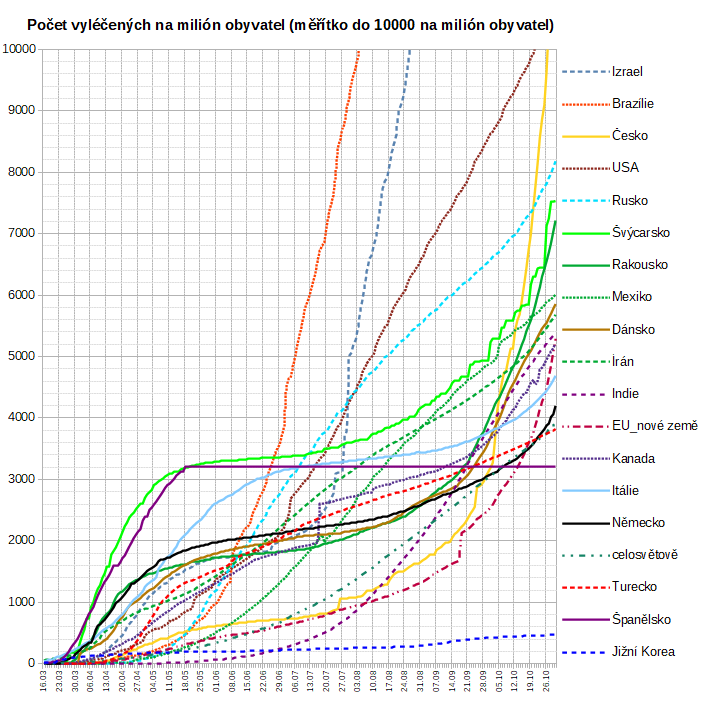 Počet vyléčených na milión obyvatel (měřítko do 10000 na milión obyvatel)
10000
9000
8000
7000
6000
5000
4000
3000
2000
1000
0
16.03 23.03 30.03 06.04 13.04 20.04 27.04 04.05 11.05 18.05 25.05 01.06 08.06 15.06 22.06 29.06 06.07 13.07 20.07 27.07 03.08 10.08 17.08 24.08 31.08 07.09 14.09 21.09 28.09 05.10 12.10 19.10 26.10
Izrael
Brazílie
Česko
USA
Rusko
Švýcarsko
Rakousko
Mexiko
Dánsko
Írán
Indie
EU_nové země
Kanada
Itálie
Německo
celosvětově
Turecko
Španělsko
Jižní Korea